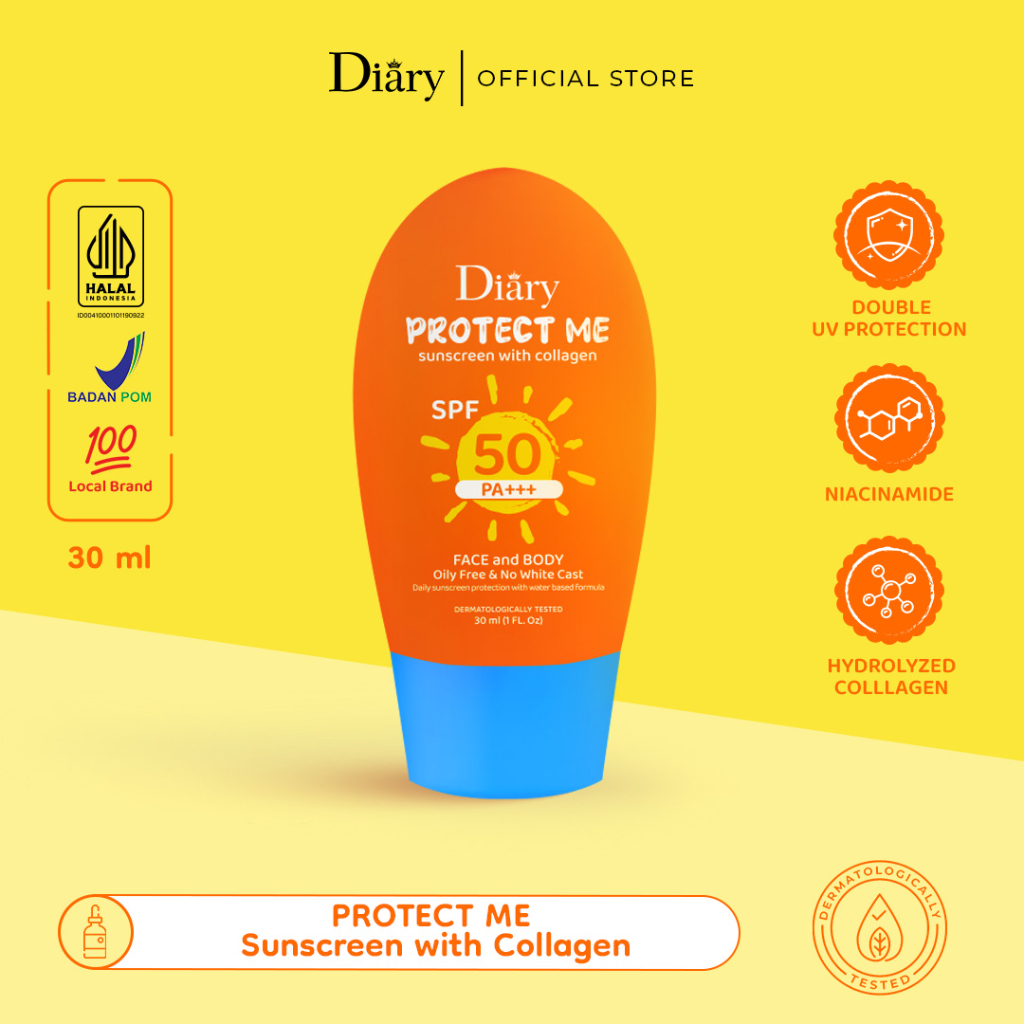 Diary | OFFICIAL STORE
HALAL
INDONESIA
ID00410001101190922
BADAN POM
100
Local Brand
30 ml
Diary
PROTECT ME
sunscreen with collagen
SPF
50
PA+++
FACE and BODY
Oily Free & No White Cast
Daily sunscreen protection with water based formula
DERMATOLOGICALLY TESTED
30 ml (1 FL. Oz)
DOUBLE
UV PROTECTION
NIACINAMIDE
HYDROLYZED
COLLLAGEN
PROTECT ME
Sunscreen with Collagen
DERMATOLOGICALLY
TESTED